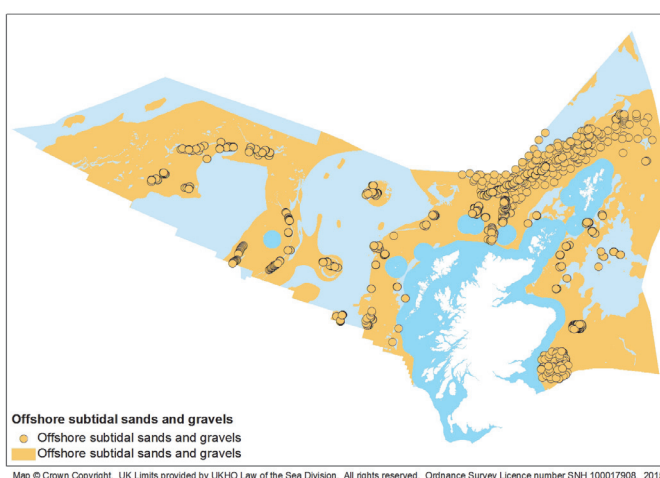 Offshore subtidal sands and gravels
Offshore subtidal sands and gravels
Offshore subtidal sands and gravels
Map © Crown Copyright UK Limits provided by UKHO Law of the Sea Division All rights reserved Ordnance Survey Licence number SNH 100017908